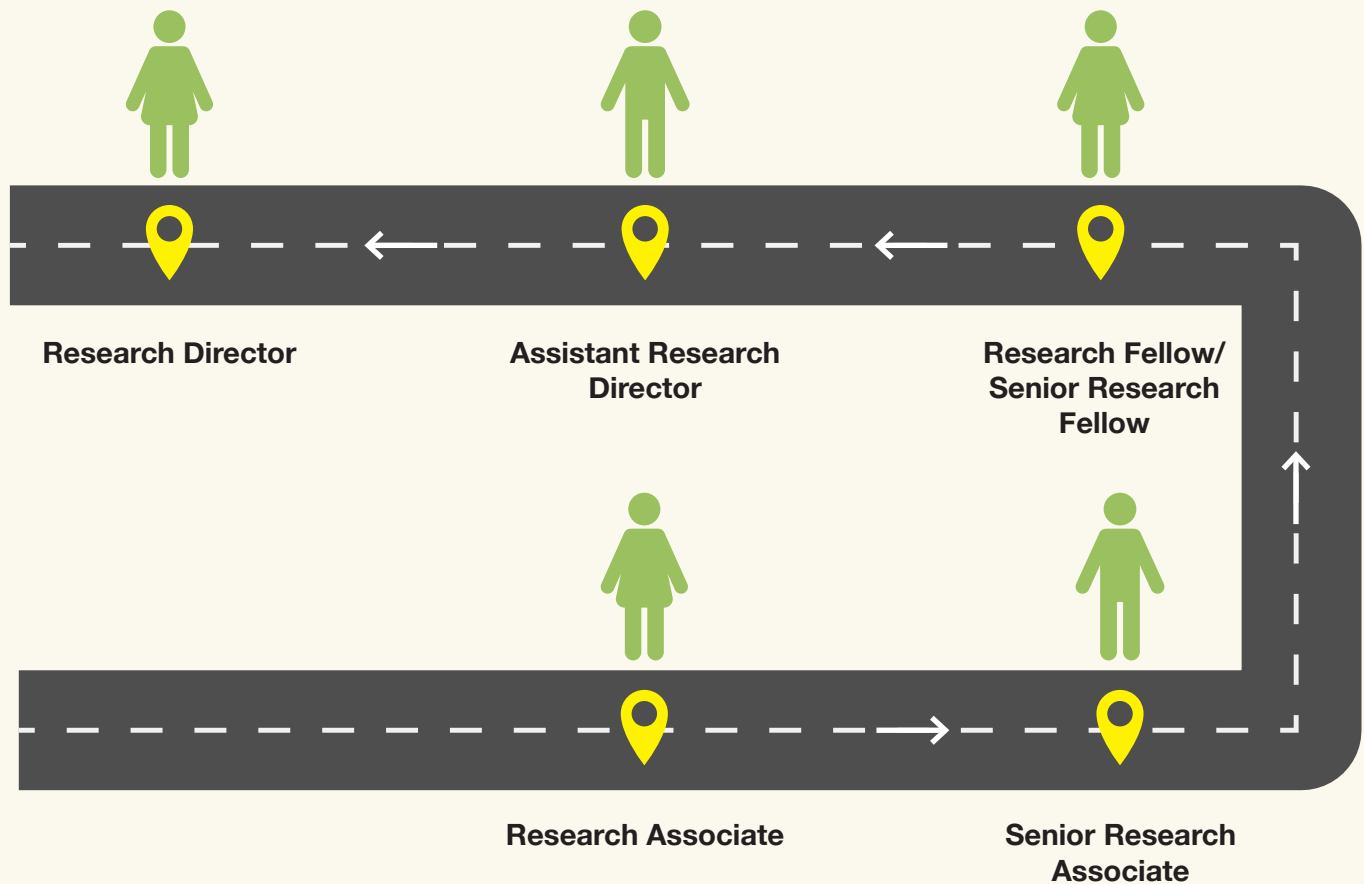 Research Director
Assistant Research
Director
Research Fellow/
Senior Research
Fellow
Research Associate
Senior Research
Associate